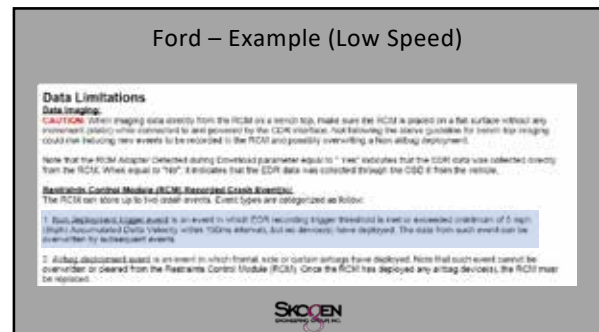 Ford – Example (Low Speed)
Data Limitations
Data Imaging:
CAUTION: When imaging data directly from the RCM on a bench top, make sure the RCM is placed on a flat surface without any
movement (static) while connected to and powered by the CDR interface. Not following the above guideline for bench top imaging
could risk inducing new events to be recorded in the RCM and possibly overwriting a Non airbag deployment.
Note that the RCM Adapter Detected during Download parameter equal to "Yes" indicates that the EDR data was collected directly
from the RCM. When equal to "No", it indicates that the EDR data was collected through the OBD II from the vehicle.
Restraints Control Module (RCM) Recorded Crash Event(s):
The RCM can store up to two crash events. Event types are categorized as follow:
1. Non deployment trigger event is an event in which EDR recording trigger threshold is met or exceeded (minimum of 5 mph
(8kph) Accumulated Delta Velocity within 150ms interval), but no device(s) have deployed. The data from such event can be
overwritten by subsequent events.
2. Airbag deployment event is an event in which frontal, side or curtain airbags have deployed. Note that such event cannot be
overwritten or cleared from the Restraints Control Module (RCM). Once the RCM has deployed any airbag device(s), the RCM must
be replaced.
SKOGEN
ENGINEERING GROUP, INC.